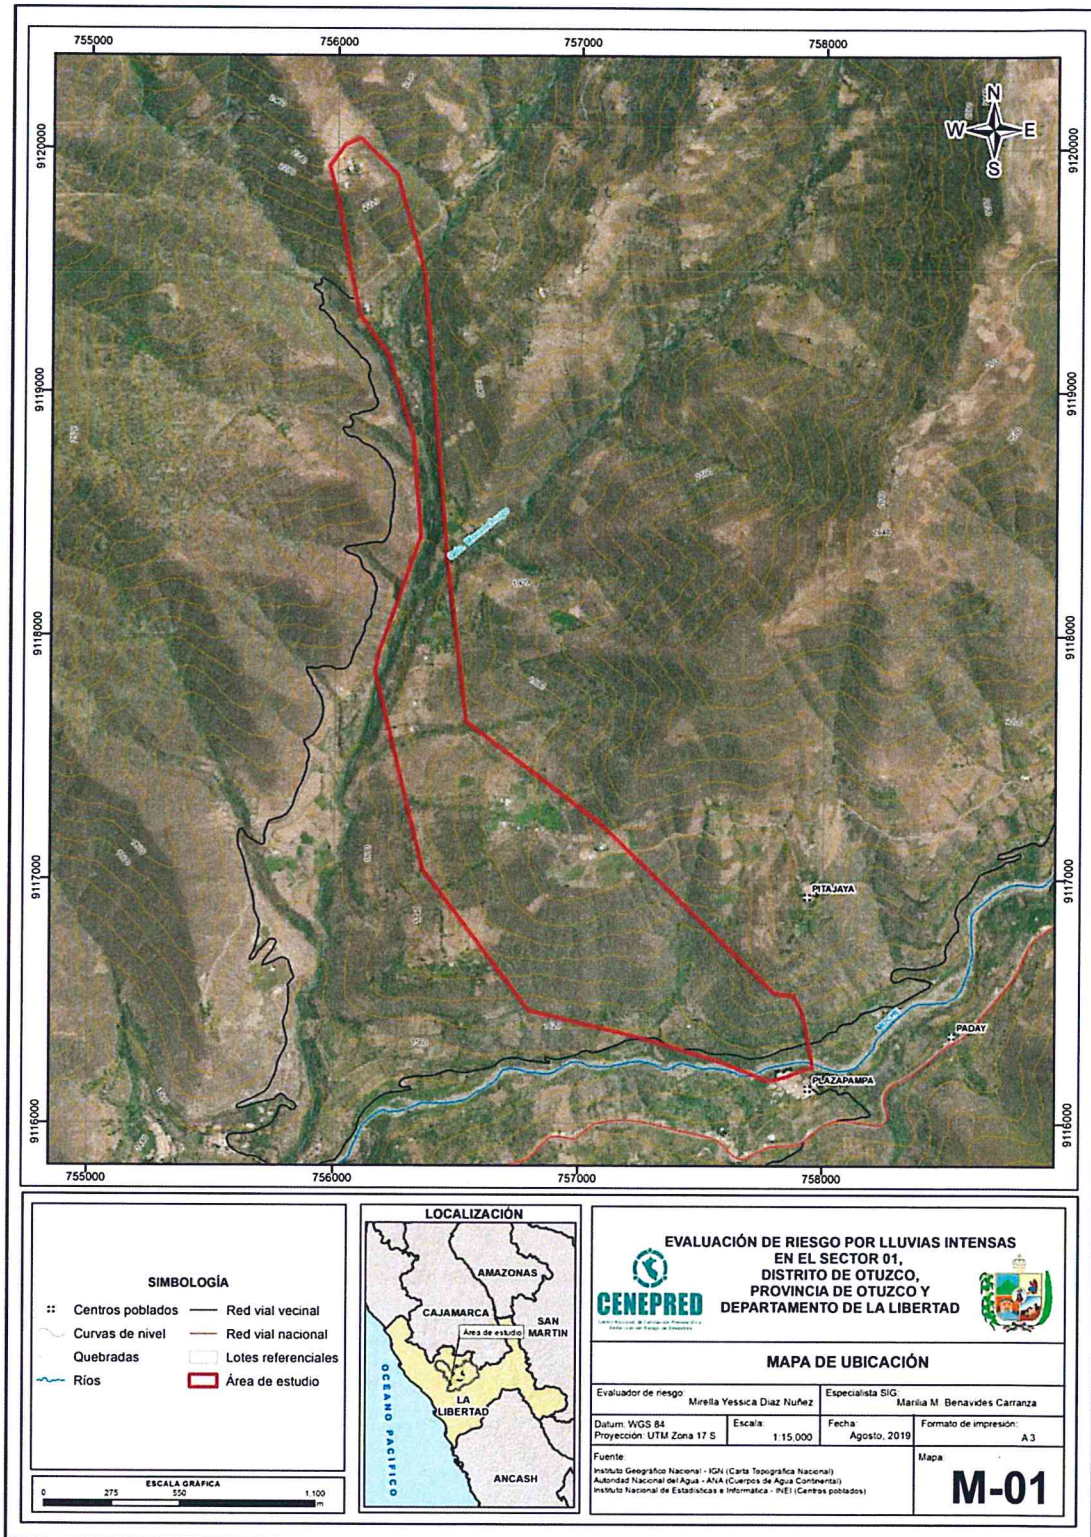 755000
756000
757000
758000
N
W
E
S
9120000
9120000
9119000
9119000
9118000
9118000
9117000
9117000
PITAJAYA
PADAY
PLAZAPAMPA
9116000
9116000
755000
756000
757000
758000
SIMBOLOGÍA
Centros poblados
Red vial vecinal
Curvas de nivel
Red vial nacional
Quebradas
Lotes referenciales
Ríos
Área de estudio
ESCALA GRÁFICA
0 275 550 1,100
m
LOCALIZACIÓN
AMAZONAS
CAJAMARCA
SAN
MARTIN
Área de estudio
LA
LIBERTAD
OCEANO PACIFICO
ANCASH
CENEPRED
EVALUACIÓN DE RIESGO POR LLUVIAS INTENSAS
EN EL SECTOR 01,
DISTRITO DE OTUZCO,
PROVINCIA DE OTUZCO Y
DEPARTAMENTO DE LA LIBERTAD
MAPA DE UBICACIÓN
Evaluador de riesgo:
Mirella Yessica Diaz Nuñez
Especialista SIG:
Marilia M. Benavides Carranza
Datum: WGS 84
Proyección: UTM Zona 17 S
Escala:
1:15,000
Fecha:
Agosto, 2019
Formato de impresión:
A 3
Fuente:
Instituto Geográfico Nacional - IGN (Carta Topográfica Nacional)
Autoridad Nacional del Agua - ANA (Cuerpos de Agua Continental)
Instituto Nacional de Estadísticas e Informática - INEI (Centros poblados)
Mapa:
M-01